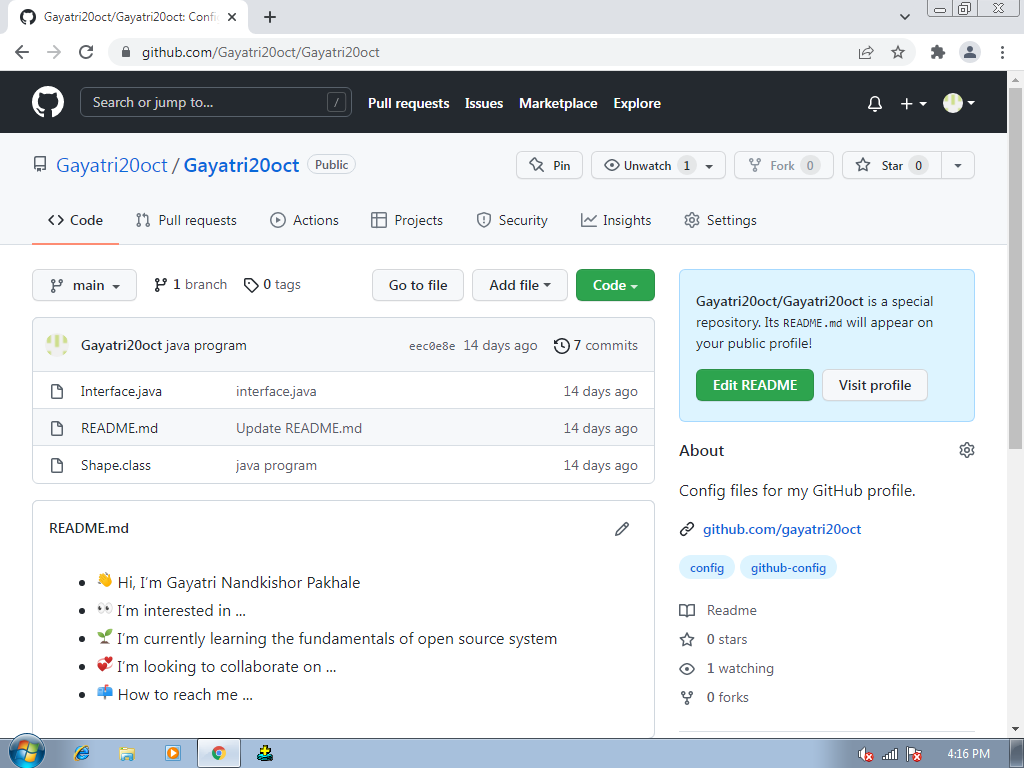 Gayatri20oct/Gayatri20oct: Confi
github.com/Gayatri20oct/Gayatri20oct
Search or jump to... /
Pull requests Issues Marketplace Explore
Gayatri20oct / Gayatri20oct Public
Pin Unwatch 1 Fork 0 Star 0
Code Pull requests Actions Projects Security Insights Settings
main 1 branch 0 tags Go to file Add file Code
Gayatri20oct java program eec0e8e 14 days ago 7 commits
Interface.java interface.java 14 days ago
README.md Update README.md 14 days ago
Shape.class java program 14 days ago
README.md
👋 Hi, I'm Gayatri Nandkishor Pakhale
👀 I'm interested in ...
🌱 I'm currently learning the fundamentals of open source system
💞️ I'm looking to collaborate on ...
📫 How to reach me ...
Gayatri20oct/Gayatri20oct is a special
repository. Its README.md will appear on
your public profile!
Edit README Visit profile
About
Config files for my GitHub profile.
github.com/gayatri20oct
config github-config
Readme
0 stars
1 watching
0 forks
4:16 PM